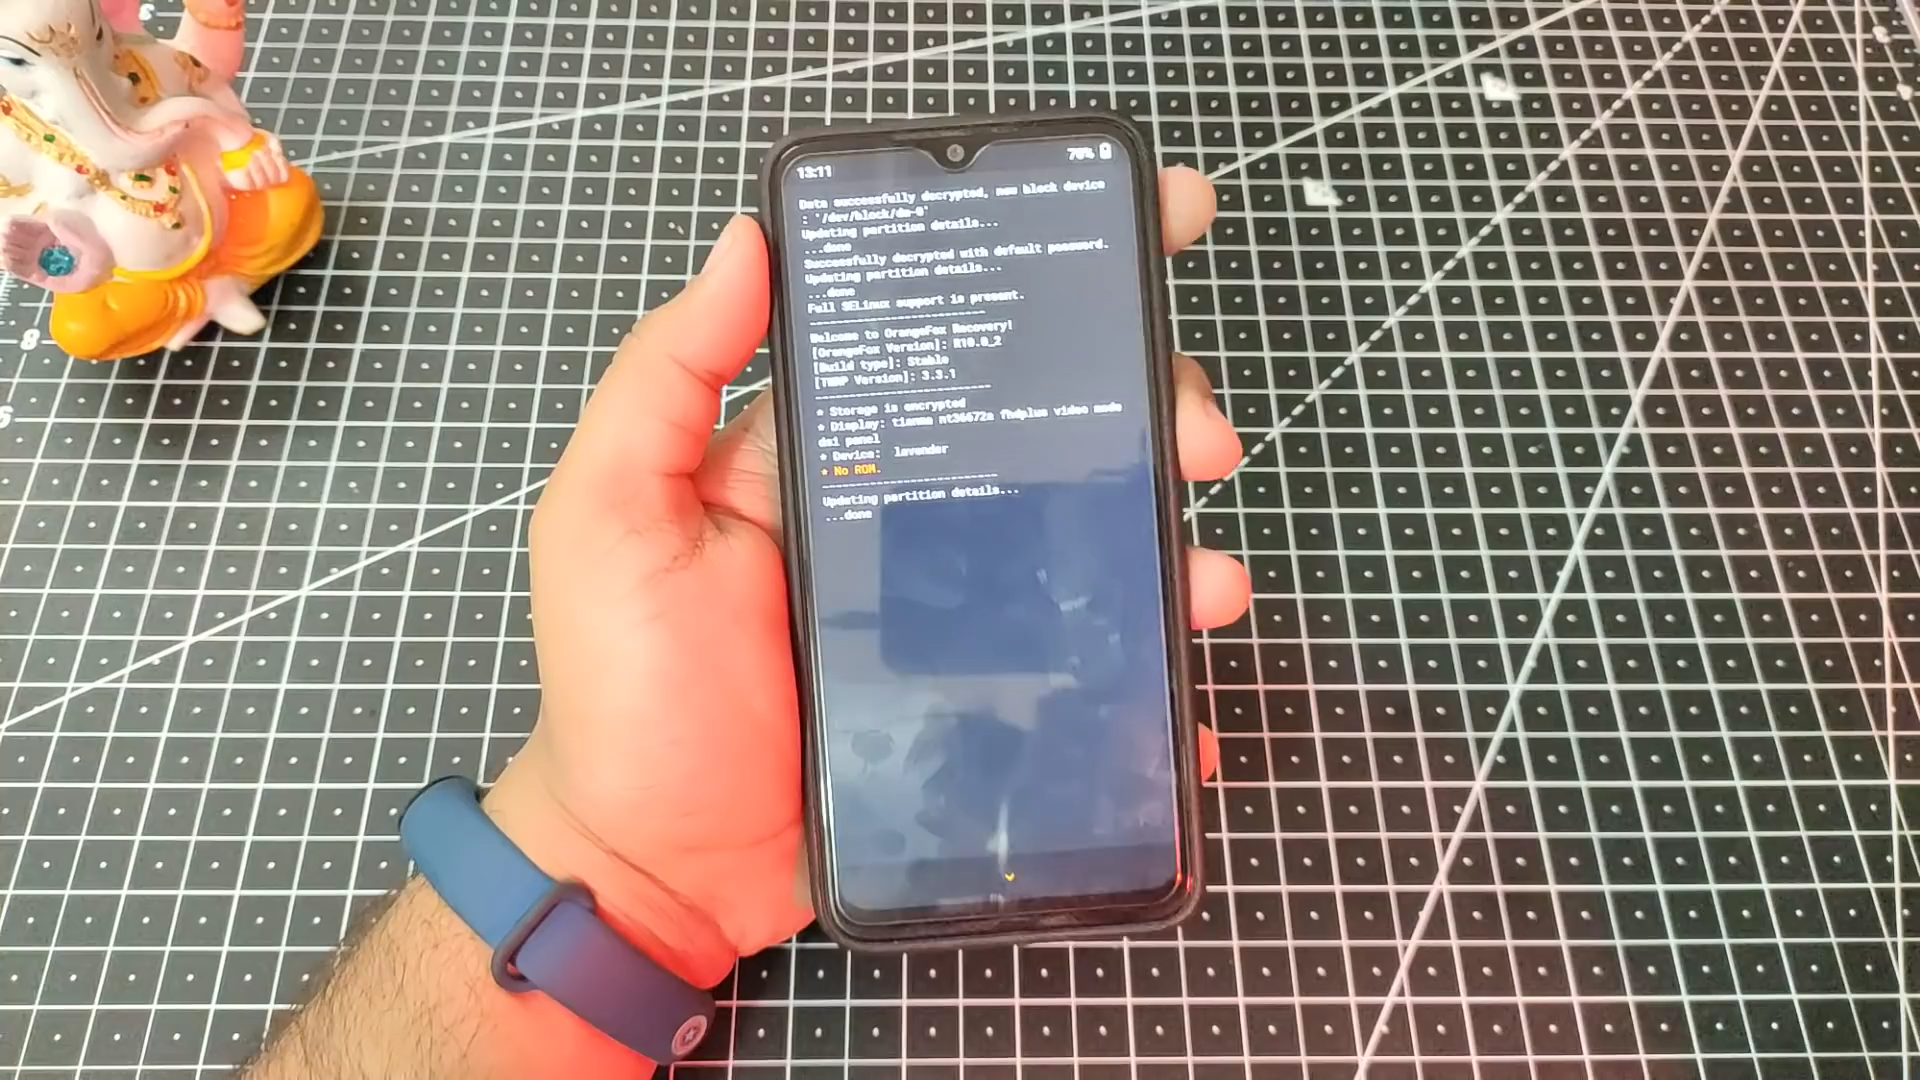 13:11
Data successfully decrypted, new block device
: '/dev/block/dm-0'
Updating partition details...
...done
Successfully decrypted with default password.
Updating partition details...
...done
Full SELinux support is present.
Welcome to OrangeFox Recovery!
[OrangeFox Version]: R10.0_2
[Build type]: Stable
[TWRP Version]: 3.3.1
* Storage is encrypted
* Display: tianma nt36672a fhdplus video mode
dsi panel
* Device: lavender
* No ROM.
Updating partition details...
...done
8